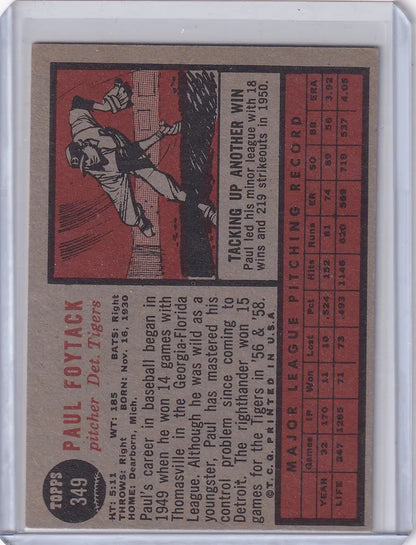 TOPPS
349
PAUL FOYTACK
pitcher Det. Tigers
HT: 5:11 WT: 185 BATS: Right
THROWS: Right BORN: Nov. 16, 1930
HOME: Dearborn, Mich.
Paul's career in baseball began in
1949 when he won 14 games with
Thomasville in the Georgia-Florida
League. Although he was wild as a
youngster, Paul has mastered his
control problem since coming to
Detroit. The righthander won 15
games for the Tigers in '56 & '58.
© T.C.G. PRINTED IN U.S.A.
TACKING UP ANOTHER WIN
Paul led his minor league with 18
wins and 219 strikeouts in 1950.
MAJOR LEAGUE PITCHING RECORD
Games IP Won Lost Pct Hits Runs ER SO BB ERA
YEAR 32 170 11 10 .524 152 81 74 89 56 3.92
LIFE 247 1265 71 73 .493 1146 620 569 719 537 4.05